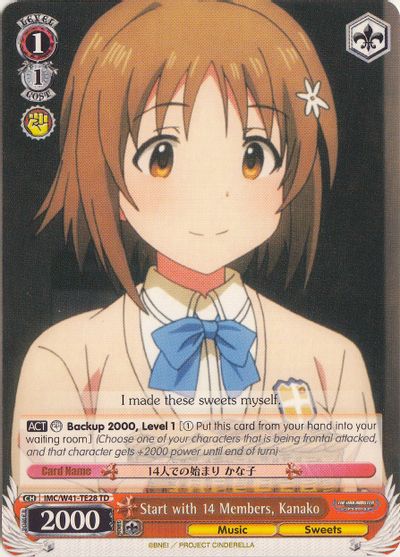 LEVEL
1
1
COST
I made these sweets myself.
ACT Backup 2000, Level 1 [① Put this card from your hand into your
waiting room] (Choose one of your characters that is being frontal attacked,
and that character gets +2000 power until end of turn)
Card Name 14人での始まり かな子
CH IMC/W41-TE28 TD
Start with 14 Members, Kanako
2000
Music Sweets
©BNEI / PROJECT CINDERELLA